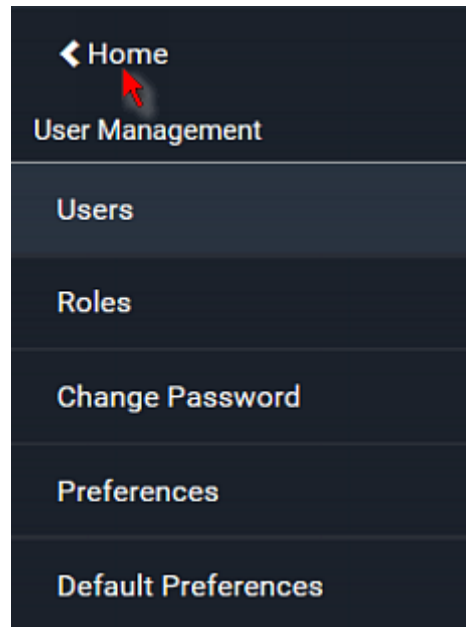 Home
User Management
Users
Roles
Change Password
Preferences
Default Preferences